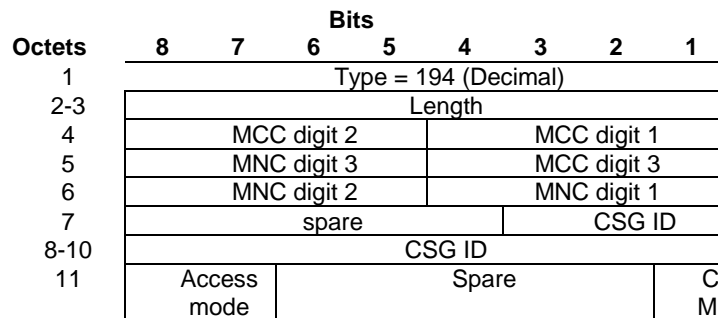 Bits
Octets 8 7 6 5 4 3 2 1
1 Type = 194 (Decimal)
2-3 Length
4 MCC digit 2 MCC digit 1
5 MNC digit 3 MCC digit 3
6 MNC digit 2 MNC digit 1
7 spare CSG ID
8-10 CSG ID
11 Access Spare C
mode M